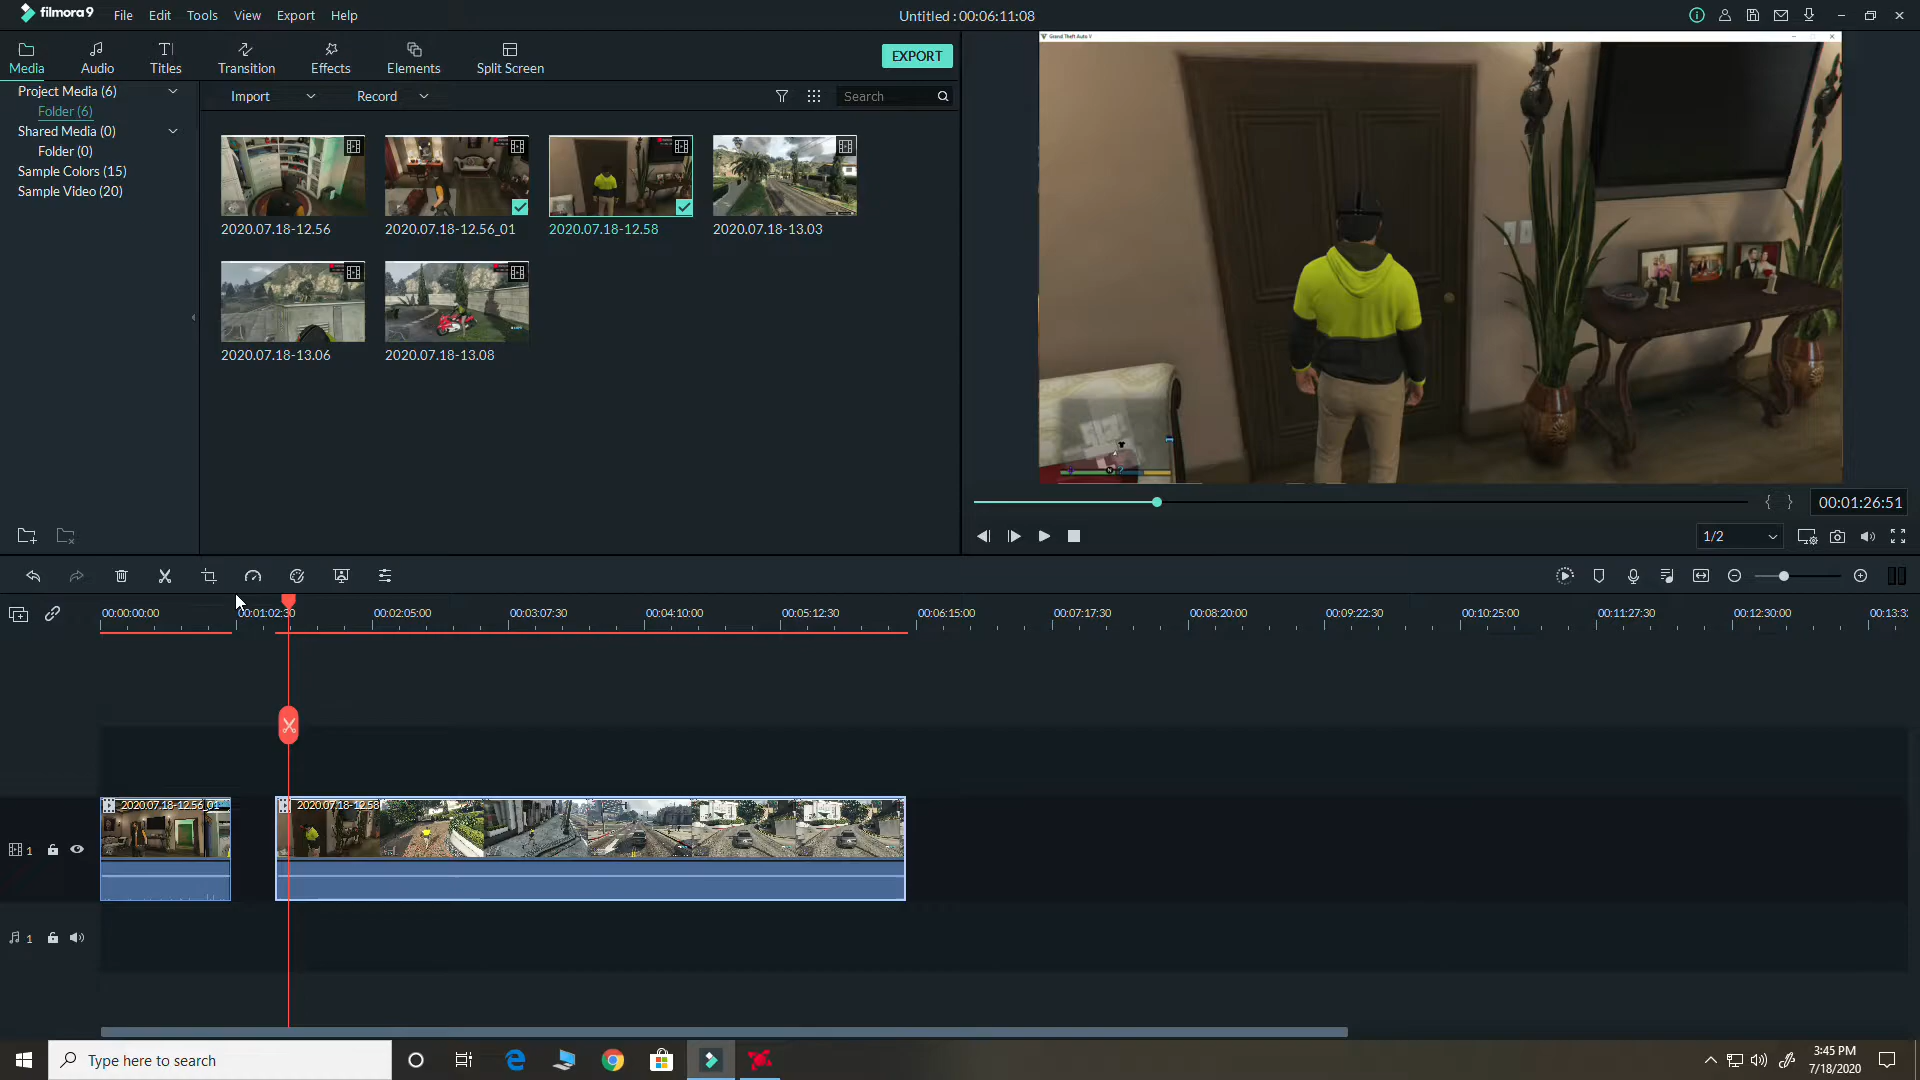 filmora9 File Edit Tools View Export Help Untitled : 00:06:11:08
Media Audio Titles Transition Effects Elements Split Screen EXPORT
Grand Theft Auto V
Project Media (6) Import Record Search
Folder (6)
Shared Media (0)
Folder (0)
Sample Colors (15)
Sample Video (20)
2020.07.18-12.56 2020.07.18-12.56_01 2020.07.18-12.58 2020.07.18-13.03
2020.07.18-13.06 2020.07.18-13.08
00:01:26:51
1/2
00:00:00:00 00:01:02:30 00:02:05:00 00:03:07:30 00:04:10:00 00:05:12:30 00:06:15:00 00:07:17:30 00:08:20:00 00:09:22:30 00:10:25:00 00:11:27:30 00:12:30:00
2020.07.18-12.56_01 2020.07.18-12.58
1
1
Type here to search 3:45 PM
7/18/2020